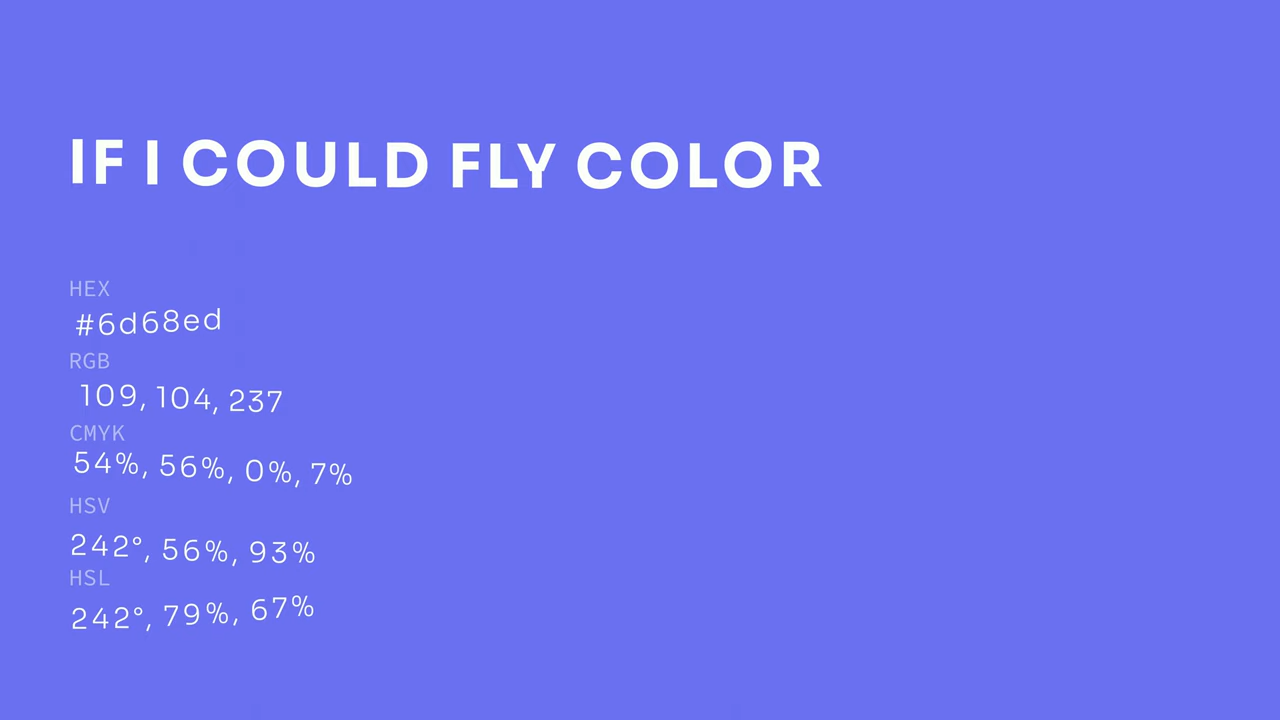 IF I COULD FLY COLOR
HEX
#6d68ed
RGB
109, 104, 237
CMYK
54%, 56%, 0%, 7%
HSV
242°, 56%, 93%
HSL
242°, 79%, 67%